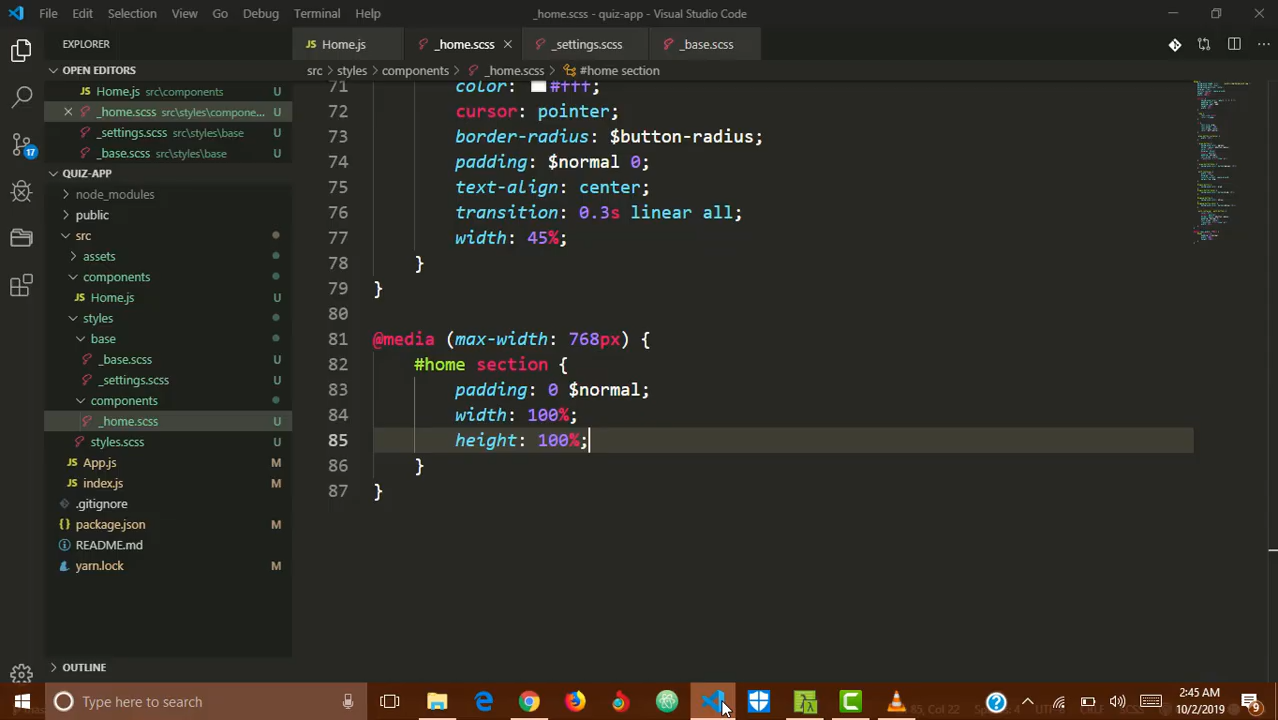 File Edit Selection View Go Debug Terminal Help
_home.scss - quiz-app - Visual Studio Code
EXPLORER
Home.js _home.scss _settings.scss _base.scss
OPEN EDITORS
Home.js src\components U
_home.scss src\styles\compone... U
_settings.scss src\styles\base U
_base.scss src\styles\base U
QUIZ-APP
node_modules
public
src
assets U
components U
Home.js U
styles U
base U
_base.scss U
_settings.scss U
components U
_home.scss U
styles.scss U
App.js M
index.js M
.gitignore
package.json M
README.md
yarn.lock M
OUTLINE
17
src > styles > components > _home.scss > #home section
71 color: #fff;
72 cursor: pointer;
73 border-radius: $button-radius;
74 padding: $normal 0;
75 text-align: center;
76 transition: 0.3s linear all;
77 width: 45%;
78 }
79 }
80
81 @media (max-width: 768px) {
82 #home section {
83 padding: 0 $normal;
84 width: 100%;
85 height: 100%;
86 }
87 }
Type here to search
2:45 AM
10/2/2019
9